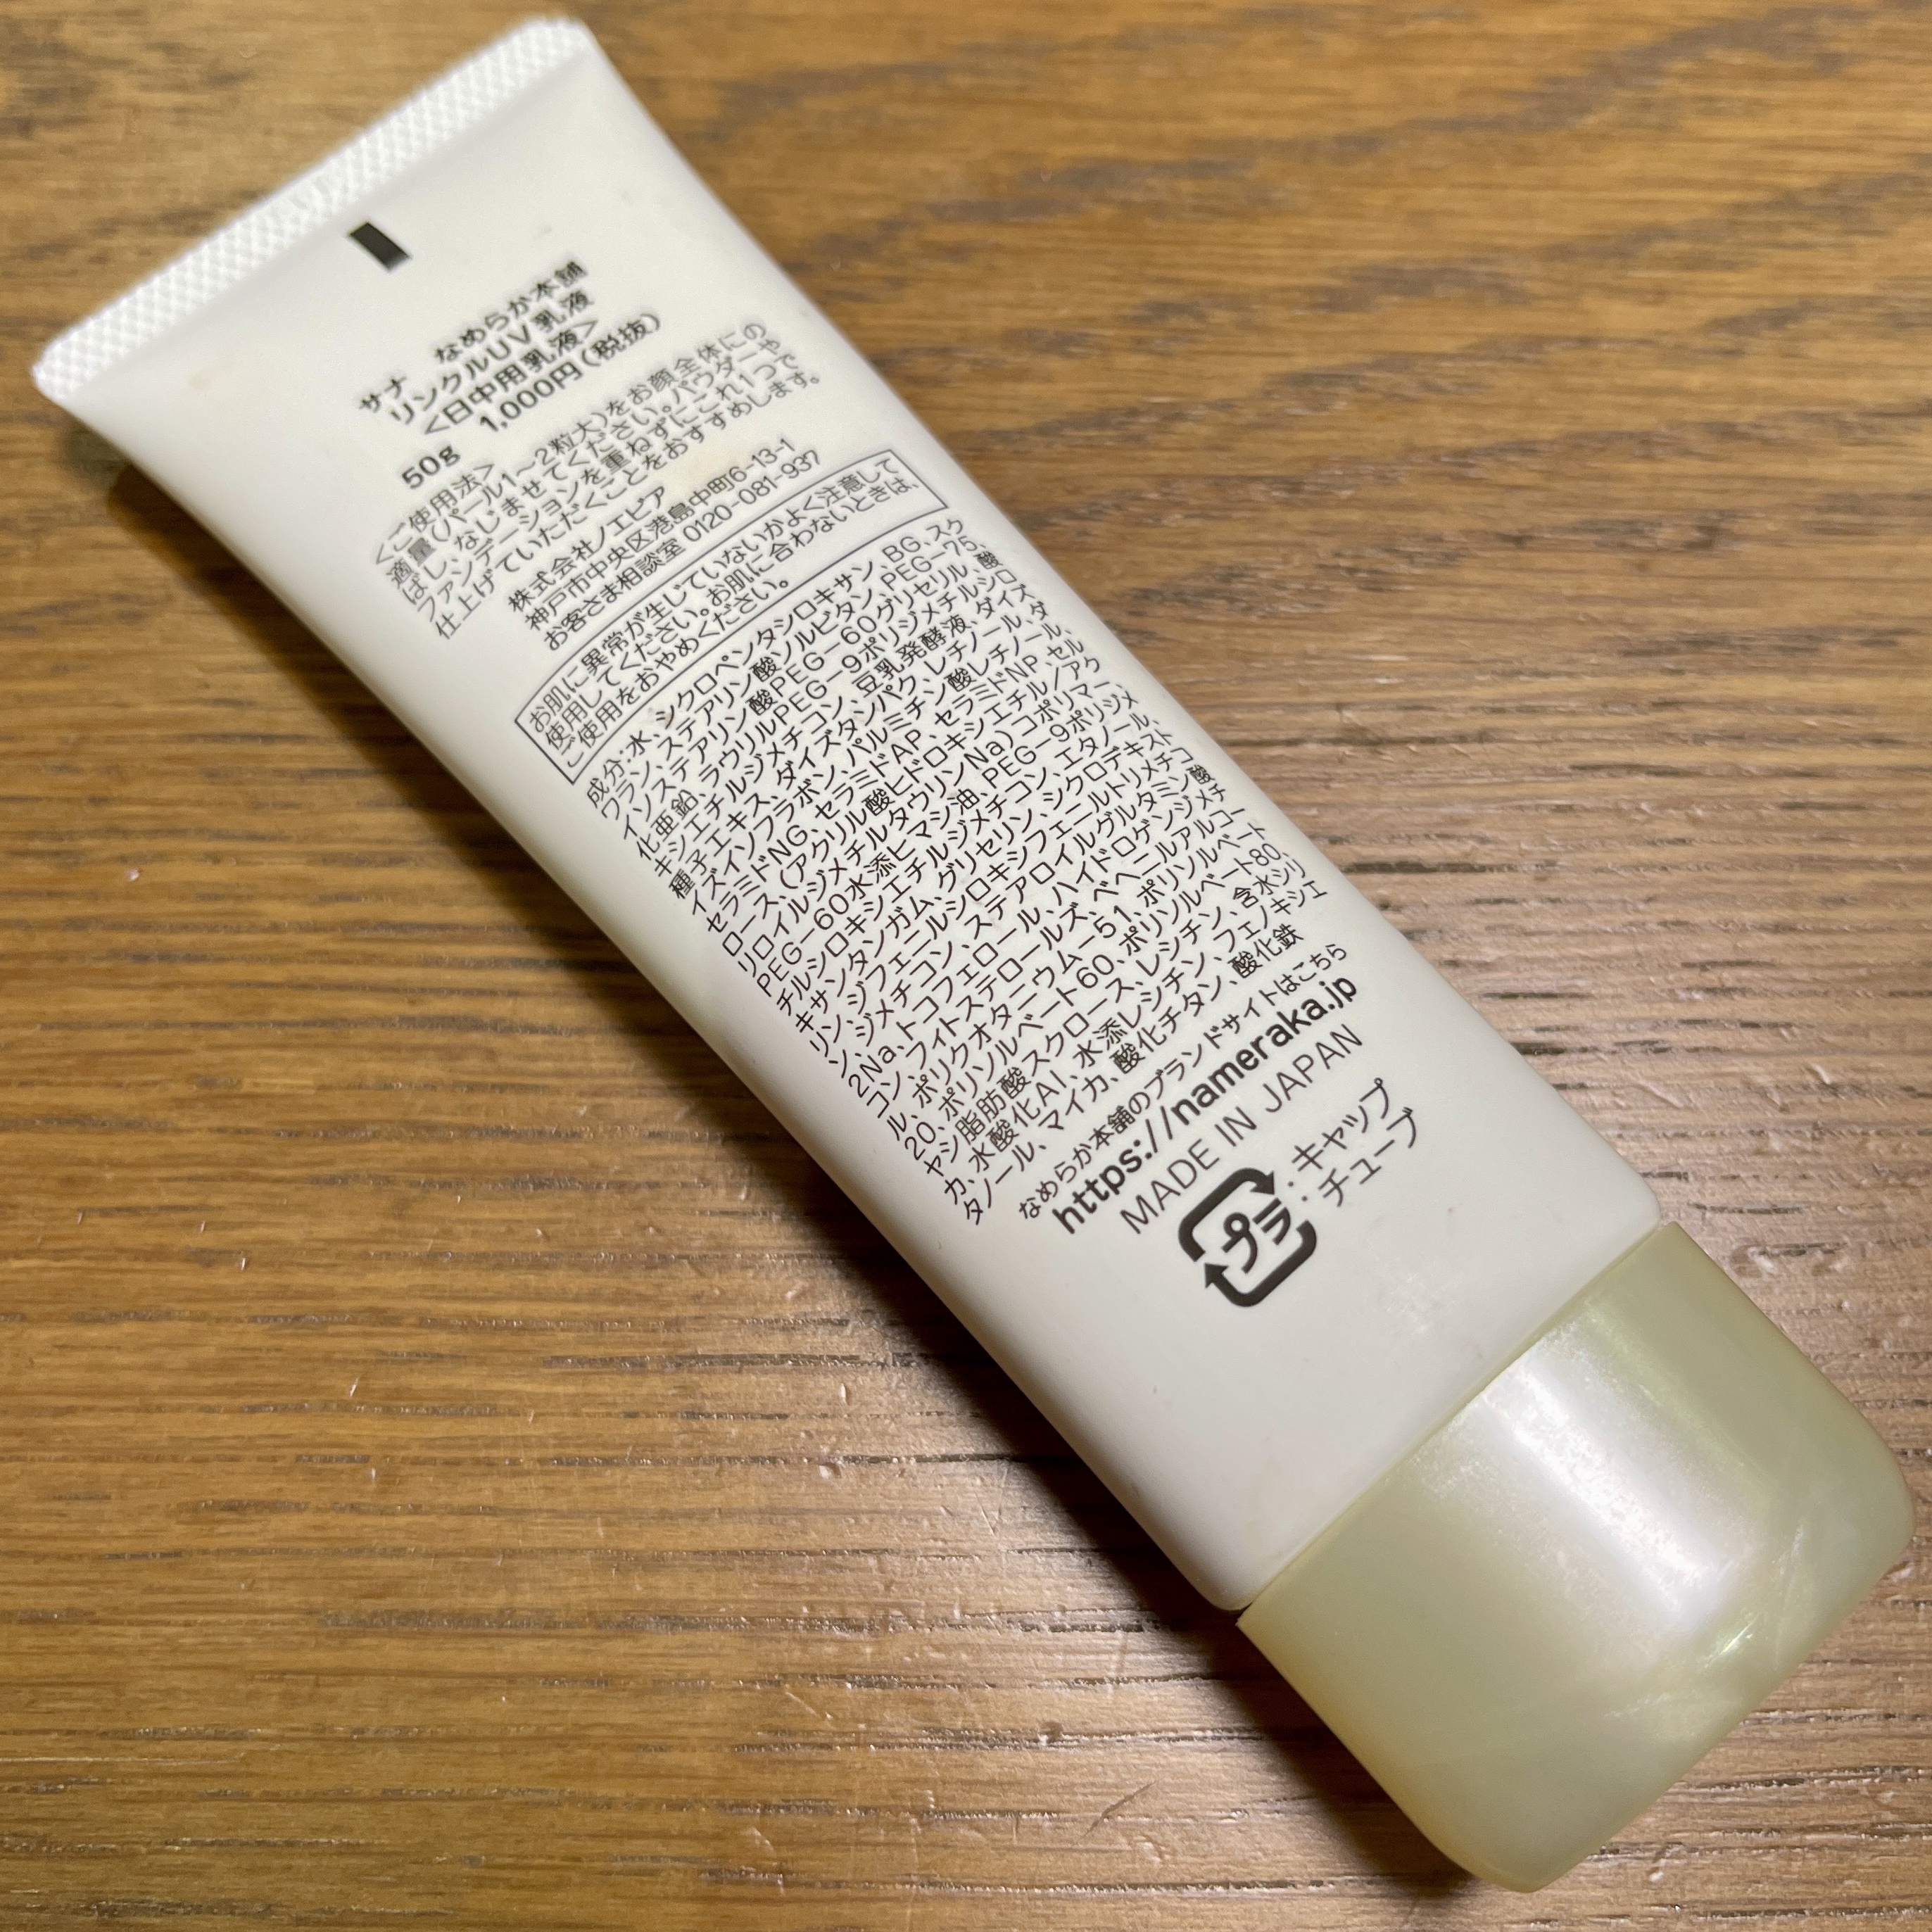 サナ なめらか本舗
リンクルUV乳液
<日中用乳液>
50g 1,000円(税抜)
<ご使用法>
適量(パール1~2粒大)をお顔全体にの
ばし、なじませてください。パウダーや
ファンデーションを重ねずにこれ1つで
仕上げていただくことをおすすめします。
株式会社ノエビア
神戸市中央区港島中町6-13-1
お客さま相談室 0120-081-937
お肌に異常が生じていないかよく注意して
使用してください。お肌に合わないときは、
ご使用をおやめください。
成分:水、シクロペンタシロキサン、BG、スク
ワラン、ステアリン酸ソルビタン、PEG-75、
イソステアリン酸PEG-60グリセリル、酸
化亜鉛、ラウリルPEG-9ポリジメチルシロ
キシエチルジメチコン、豆乳発酵液、ダイズ
種子エキス、ダイズタンパク、レチノール、ダ
イズイソフラボン、パルミチン酸レチノール、
セラミドNG、セラミドAP、セラミドNP、セル
ロース、(アクリル酸ヒドロキシエチル/アク
リロイルジメチルタウリンNa)コポリマー、
PEG-60水添ヒマシ油、PEG-9ポリジメ
チルシロキシエチルジメチコン、エタノール、
キサンタンガム、グリセリン、シクロデキスト
リン、ジフェニルシロキシフェニルトリメチコ
ン、ジメチコン、ステアロイルグルタミン酸
2Na、トコフェロール、ハイドロゲンジメチ
コン、フィトステロールズ、ベヘニルアルコー
ル、ポリクオタニウム-51、ポリソルベート
20、ポリソルベート60、ポリソルベート80、
ヤシ脂肪酸スクロース、レシチン、含水シリ
カ、水酸化Al、水添レシチン、フェノキシエ
タノール、マイカ、酸化チタン、酸化鉄
なめらか本舗のブランドサイトはこちら
https://nameraka.jp
MADE IN JAPAN
プラ :キャップ
:チューブ